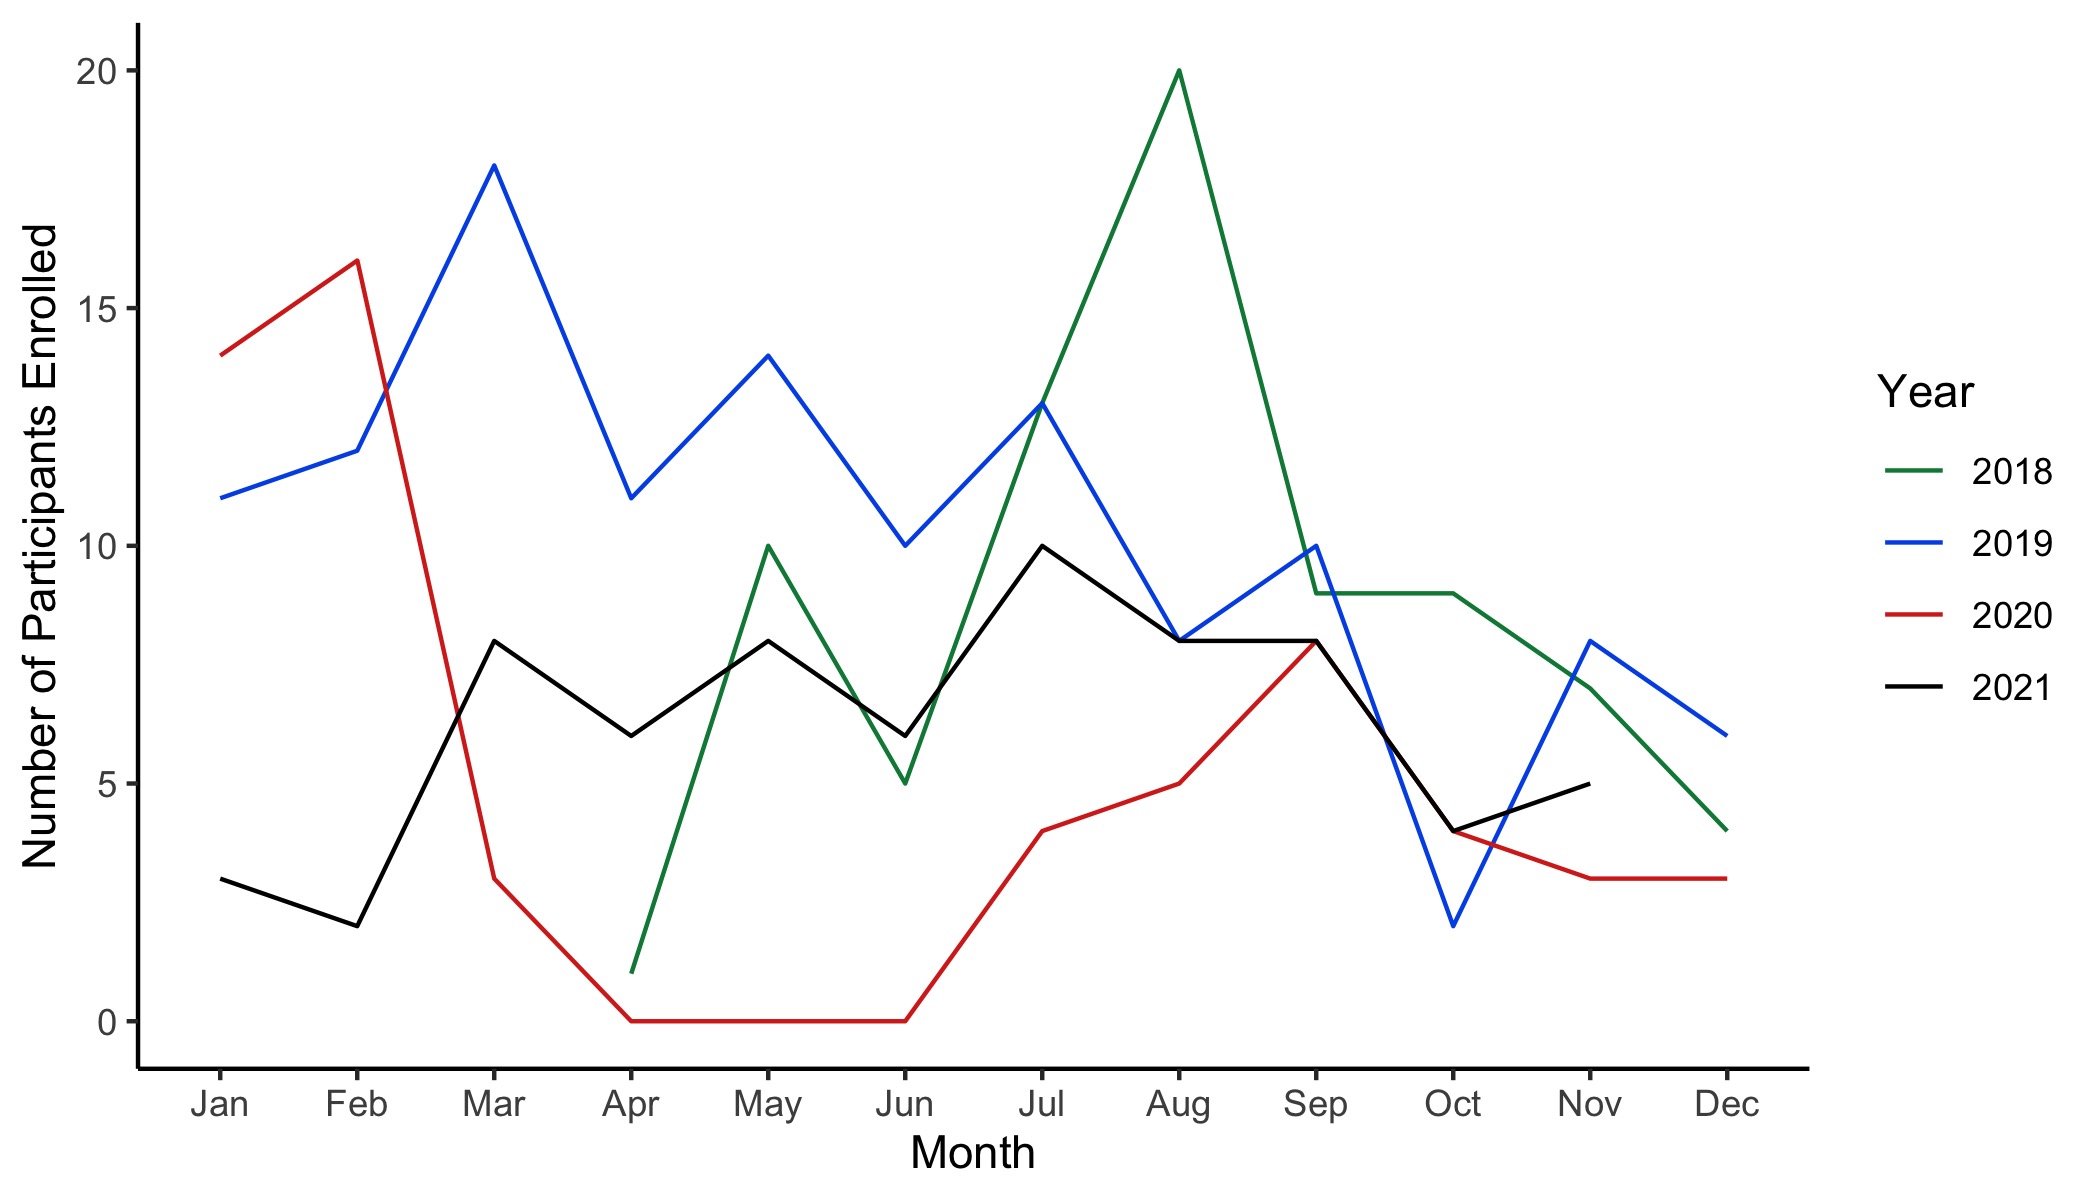 Number of Participants Enrolled
20
15
10
5
0
Jan Feb Mar Apr May Jun Jul Aug Sep Oct Nov Dec
Month
Year
2018
2019
2020
2021